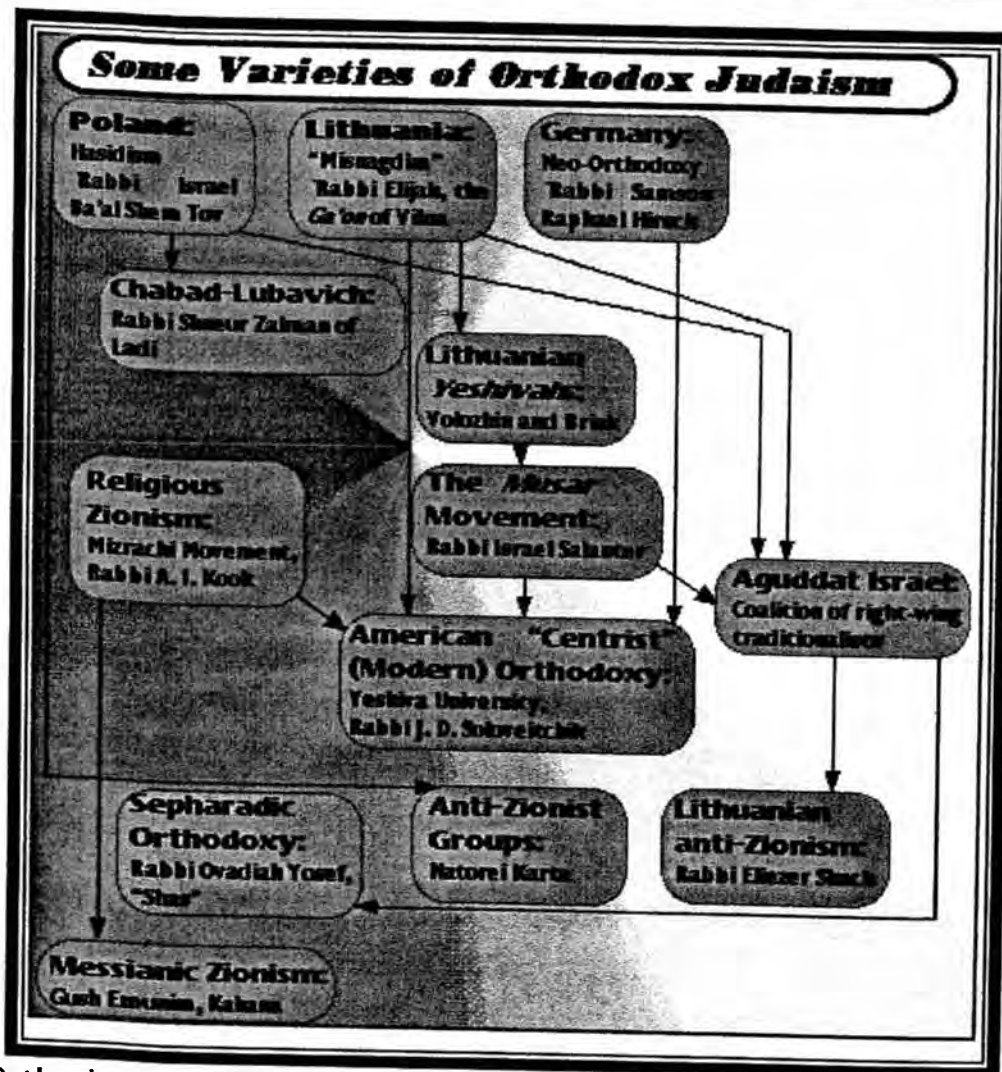 Some Varieties of Orthodox Judaism
Poland:
Hasidism
Rabbi Israel
Ba'al Shem Tov
Lithuania:
"Misnagdim"
Rabbi Elijah, the
Ga'on of Vilna
Germany:
Neo-Orthodoxy
Rabbi Samson
Raphael Hirsch
Chabad-Lubavich:
Rabbi Shneur Zalman of
Ladi
Lithuanian
Yeshivahs:
Volozhin and Brisk
Religious
Zionism:
Mizrachi Movement,
Rabbi A. I. Kook
The Musar
Movement:
Rabbi Israel Salanter
Aguddat Israel:
Coalition of right-wing
American "Centrist"
(Modern) Orthodoxy:
Yeshiva University,
Rabbi J. D. Soloveitchik
Sepharadic
Orthodoxy:
Rabbi Ovadiah Yosef,
"Shas"
Anti-Zionist
Groups:
Natorei Karta
Lithuanian
anti-Zionism:
Rabbi Eliezer Shach
Messianic Zionism:
Gush Emunim, Kahana